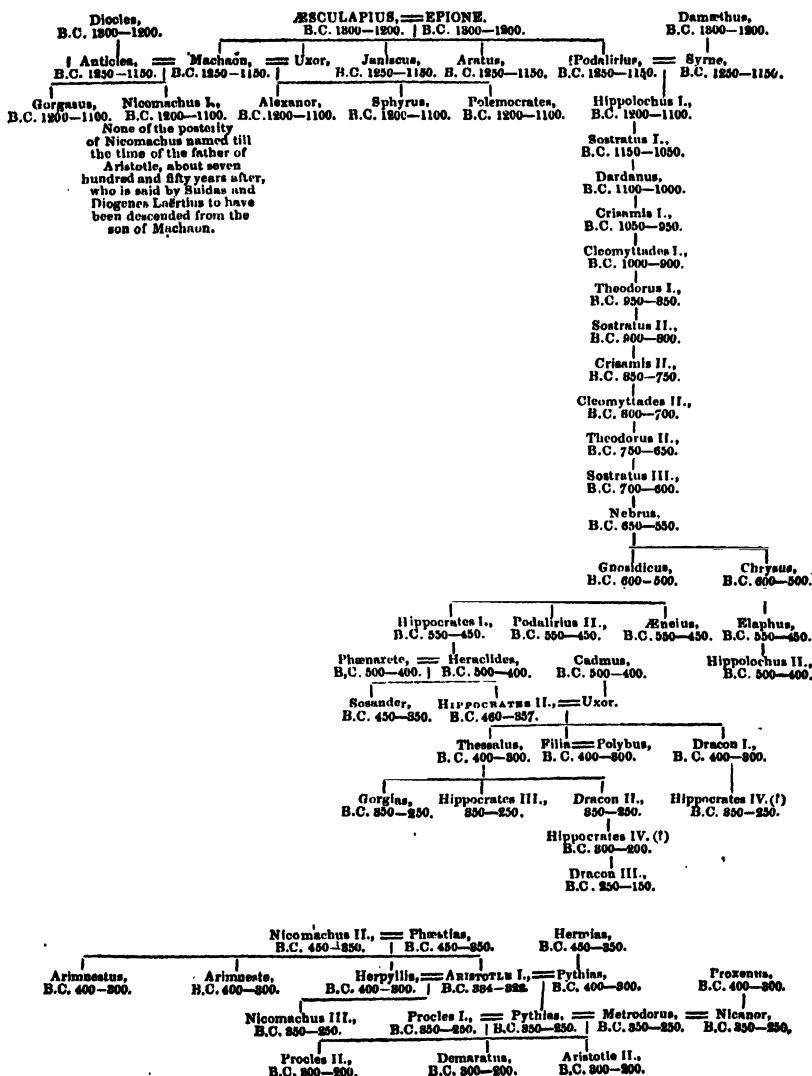 Diocles, ÆSCULAPIUS,══EPIONE. Damæthus,
B.C. 1300—1200. B.C. 1300—1200. B.C. 1300—1200 B.C. 1300—1200.
Anticlea, ══ Machaon, ══ Uxor, Janiscus, Aratus, Podalirius ══ Syrne,
B.C. 1250—1150. B.C. 1250—1150. B.C. 1250—1150. B.C. 1250—1150. B.C. 1250—1150. B.C. 1250—1150. B.C. 1250—1150.
Gorgasus, Nicomachus I., Alexanor, Sphyrus, Polemocrates, Hippolochus I.,
B.C. 1200—1100. B.C. 1200—1100. B.C. 1200—1100. B.C. 1200—1100. B.C. 1200—1100. B.C. 1200—1100.
None of the posterity
of Nicomachus named till
the time of the father of
Aristotle, about seven
hundred and fifty years after,
who is said by Suidas and
Diogenes Laërtius to have
been descended from the
son of Machaon.
Sostratus I.,
B.C. 1150—1050.
Dardanus,
B.C. 1100—1000.
Crisamis I.,
B.C. 1050—950.
Cleomyttades I.,
B.C. 1000—900.
Theodorus I.,
B.C. 950—850.
Sostratus II.,
B.C. 900—800.
Crisamis II.,
B.C. 850—750.
Cleomyttades II.,
B.C. 800—700.
Theodorus II.,
B.C. 750—650.
Sostratus III.,
B.C. 700—600.
Nebrus,
B.C. 650—550.
Gnosidicus, Chrysus,
B.C. 600—500. B.C. 600—500.
Hippocrates I., Podalirius II., Æneius, Elaphus,
B.C. 550—450. B.C. 550—450. B.C. 550—450. B.C. 550—450.
Phænarete, ══ Heraclides, Cadmus, Hippolochus II.,
B.C. 500—400. B.C. 500—400. B.C. 500—400. B.C. 500—400.
Sosander, HIPPOCRATES II.,══Uxor.
B.C. 450—350. B.C. 460—357.
Thessalus, Filia══Polybus, Dracon I.,
B.C. 400—300. B.C. 400—300. B.C. 400—300.
Gorgias, Hippocrates III., Dracon II., Hippocrates IV. (?)
B.C. 350—250. 350—250. 350—250. B.C. 350—250.
Hippocrates IV. (?)
B.C. 300—200.
Dracon III.,
B.C. 250—150.
Nicomachus II., ══ Phæstias, Hermias,
B.C. 450—350. B.C. 450—350. B.C. 450—350.
Arimnestus, Arimneste, Herpyllis,══ARISTOTLE I.,══Pythias, Proxenus,
B.C. 400—300. B.C. 400—300. B.C. 400—300. B.C. 384—322. B.C. 400—300. B.C. 400—300.
Nicomachus III., Procles I., ══ Pythias, ══ Metrodorus, ══ Nicanor,
B.C. 350—250. B.C. 350—250. B.C. 350—250. B.C. 350—250. B.C. 350—250.
Procles II., Demaratus, Aristotle II.,
B.C. 300—200. B.C. 300—200. B.C. 300—200.